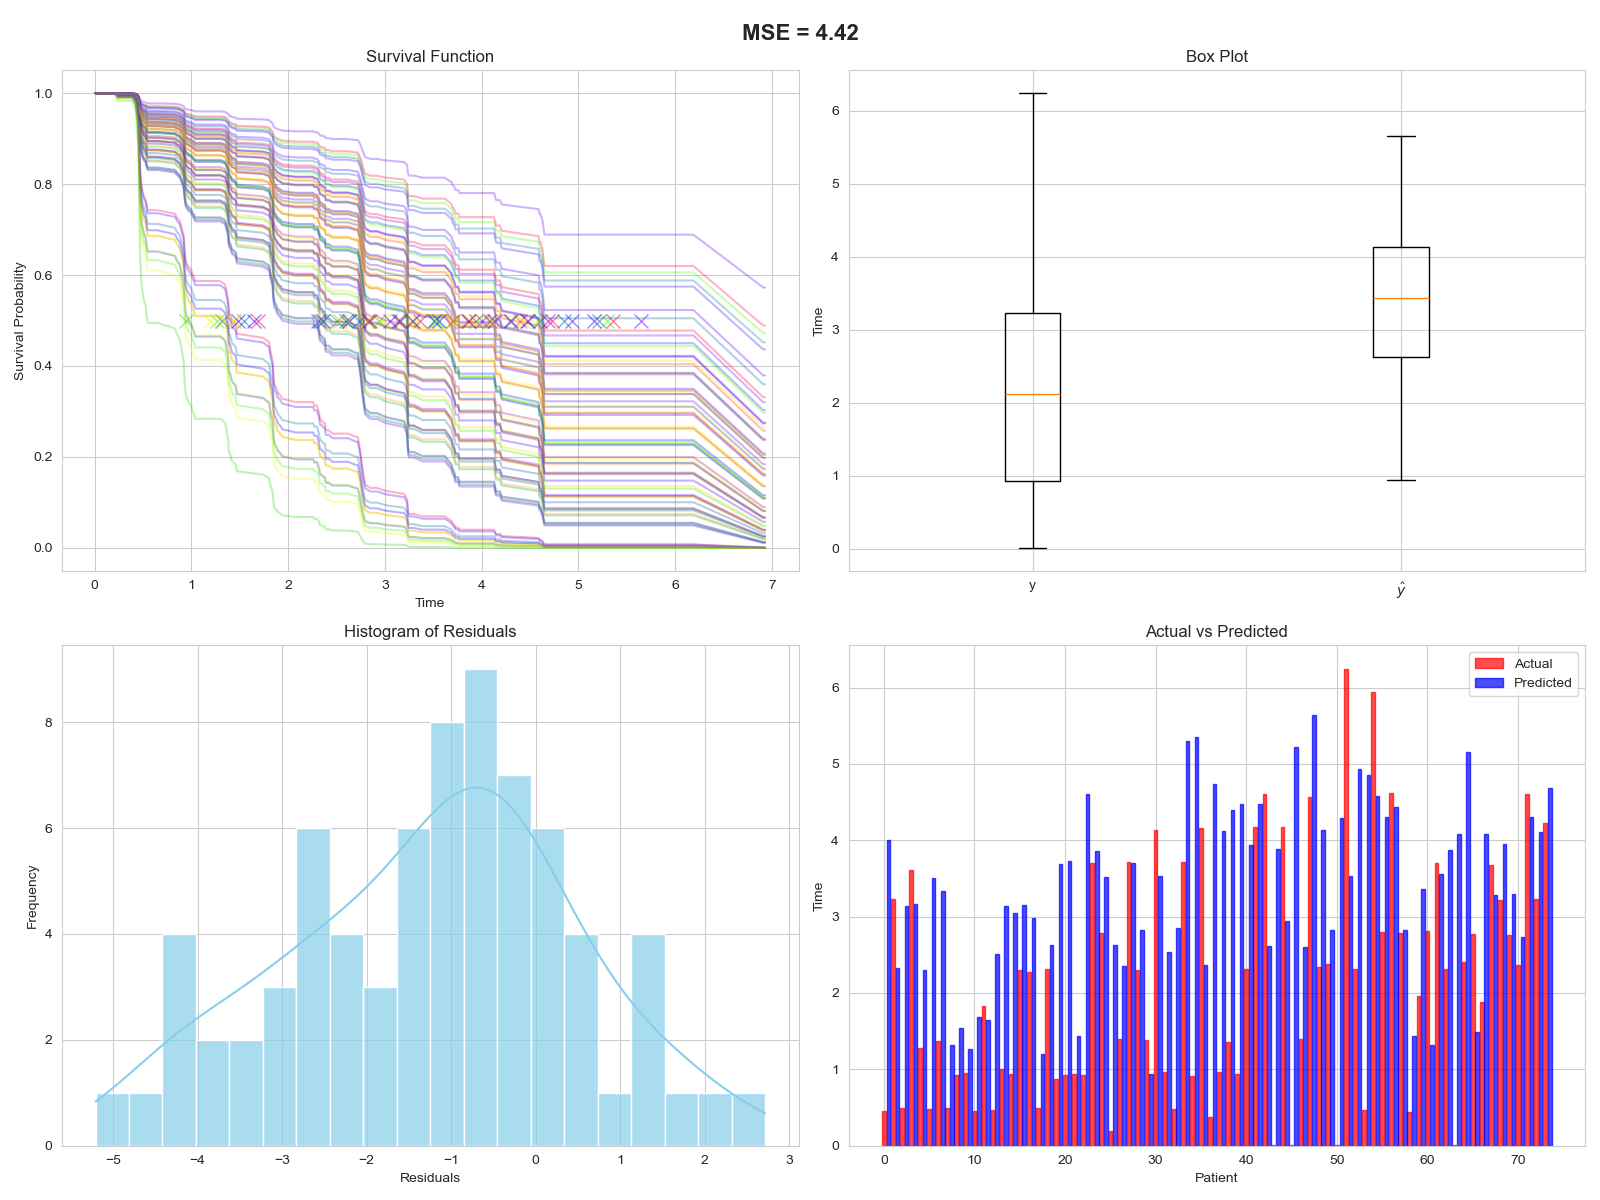 MSE = 4.42
Survival Function
Survival Probability
1.0
0.8
0.6
0.4
0.2
0.0
0 1 2 3 4 5 6 7
Time
Box Plot
Time
6
5
4
3
2
1
0
y ŷ
Histogram of Residuals
Frequency
8
6
4
2
0
−5 −4 −3 −2 −1 0 1 2 3
Residuals
Actual vs Predicted
Actual
Predicted
Time
6
5
4
3
2
1
0
0 10 20 30 40 50 60 70
Patient